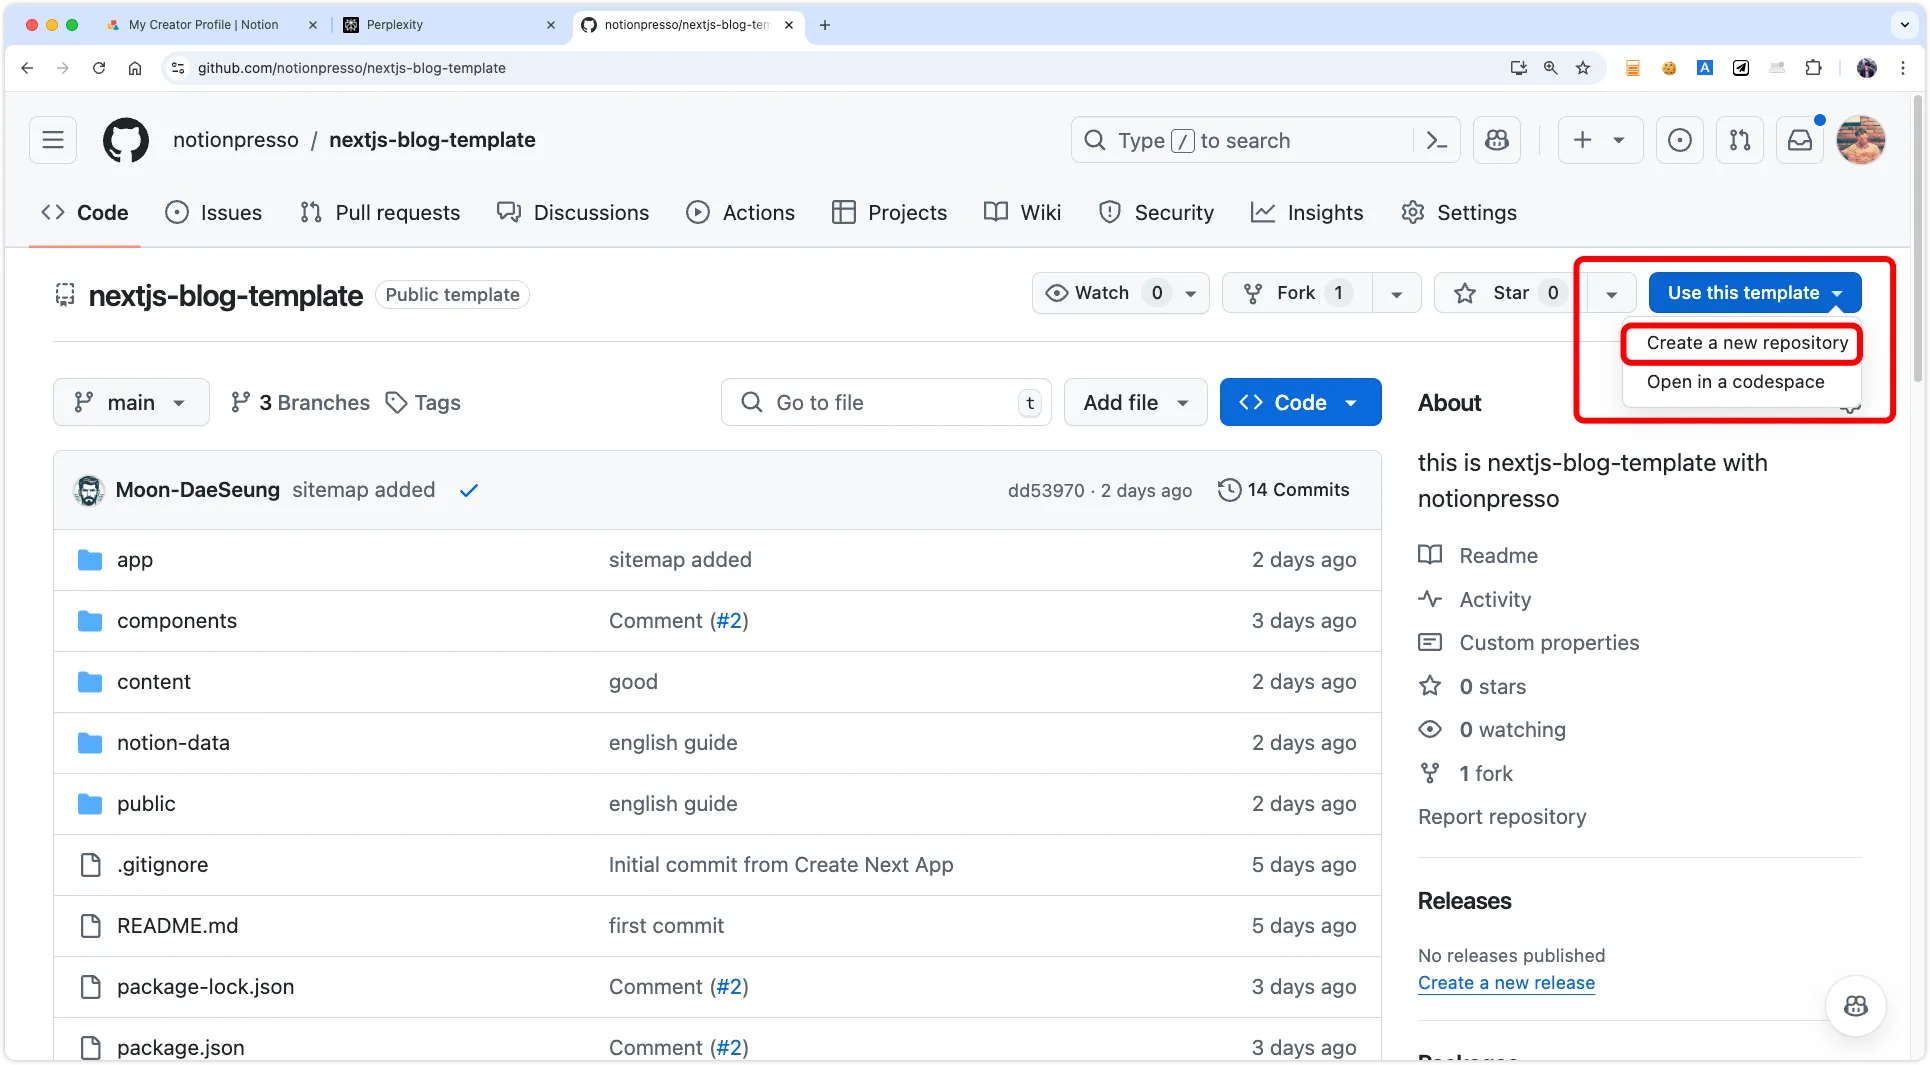 My Creator Profile | Notion
Perplexity
notionpresso/nextjs-blog-tem
github.com/notionpresso/nextjs-blog-template
A
notionpresso / nextjs-blog-template
Type / to search
Code
Issues
Pull requests
Discussions
Actions
Projects
Wiki
Security
Insights
Settings
nextjs-blog-template
Public template
Watch 0
Fork 1
Star 0
Use this template
Create a new repository
Open in a codespace
main
3 Branches
Tags
Go to file
t
Add file
Code
Moon-DaeSeung sitemap added
dd53970 · 2 days ago
14 Commits
app sitemap added 2 days ago
components Comment (#2) 3 days ago
content good 2 days ago
notion-data english guide 2 days ago
public english guide 2 days ago
.gitignore Initial commit from Create Next App 5 days ago
README.md first commit 5 days ago
package-lock.json Comment (#2) 3 days ago
package.json Comment (#2) 3 days ago
About
this is nextjs-blog-template with
notionpresso
Readme
Activity
Custom properties
0 stars
0 watching
1 fork
Report repository
Releases
No releases published
Create a new release